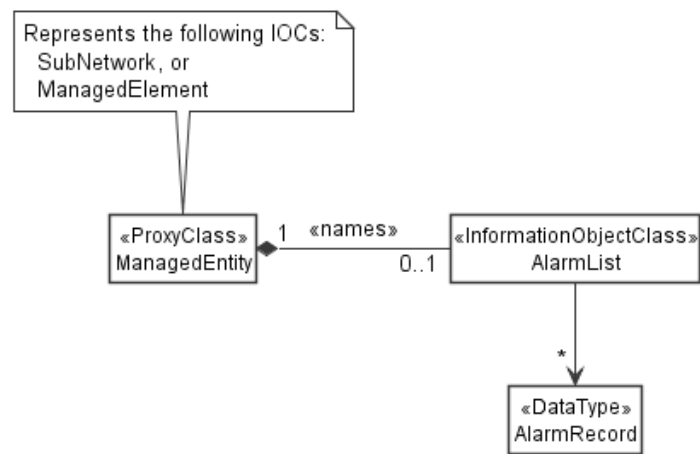 Represents the following IOCs:
SubNetwork, or
ManagedElement
«ProxyClass»
ManagedEntity
1
«names»
0..1
«InformationObjectClass»
AlarmList
*
«DataType»
AlarmRecord